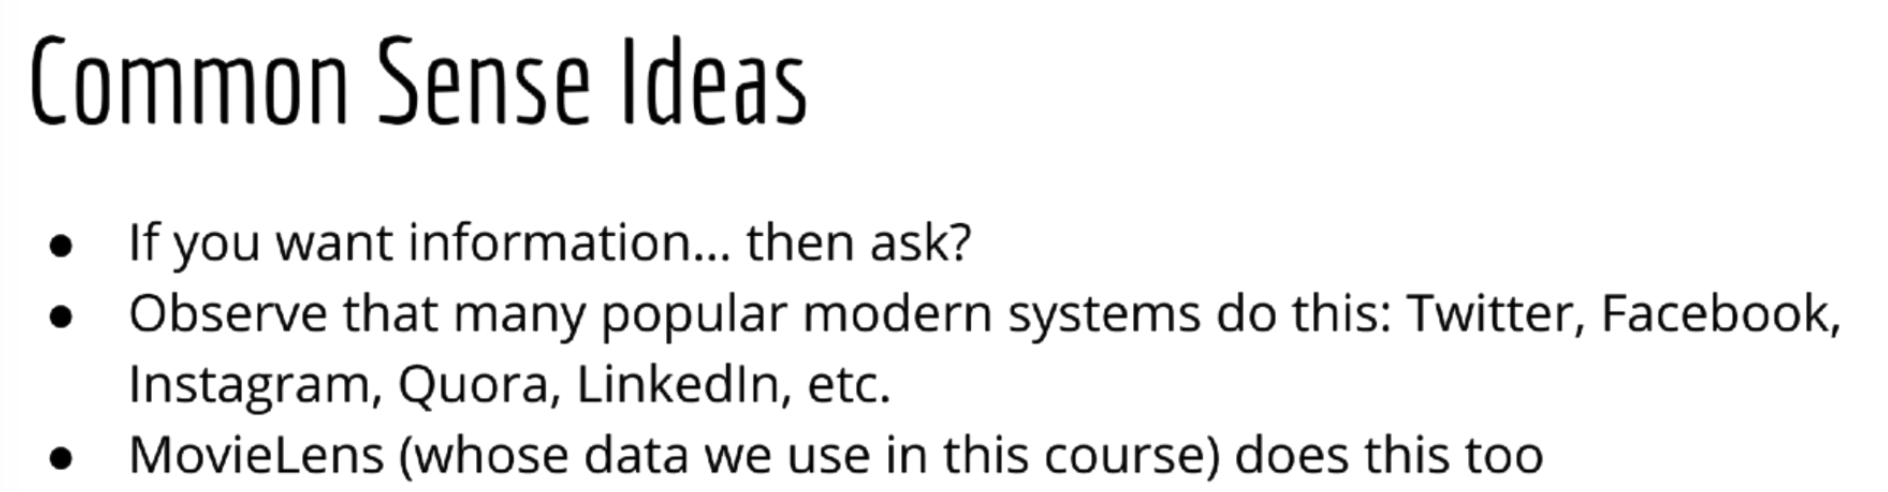 Common Sense Ideas
● If you want information... then ask?
● Observe that many popular modern systems do this: Twitter, Facebook,
Instagram, Quora, LinkedIn, etc.
● MovieLens (whose data we use in this course) does this too